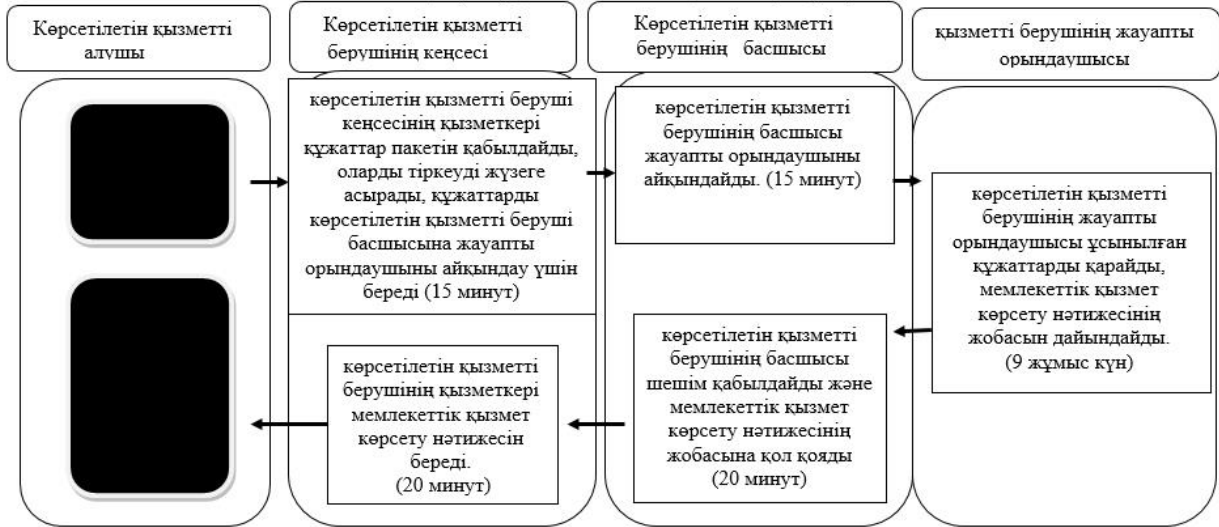 Көрсетілетін қызметті
алушы
Көрсетілетін қызметті
берушінің кеңсесі
Көрсетілетін қызметті
берушінің басшысы
қызметті берушінің жауапты
орындаушысы
көрсетілетін қызметті беруші
кеңсесінің қызметкері
құжаттар пакетін қабылдайды,
оларды тіркеуді жүзеге
асырады, құжаттарды
көрсетілетін қызметті беруші
басшысына жауапты
орындаушыны айқындау үшін
береді (15 минут)
көрсетілетін қызметті
берушінің басшысы
жауапты орындаушыны
айқындайды. (15 минут)
көрсетілетін қызметті
берушінің жауапты
орындаушысы ұсынылған
құжаттарды қарайды,
мемлекеттік қызмет
көрсету нәтижесінің
жобасын дайындайды.
(9 жұмыс күн)
көрсетілетін қызметті
берушінің басшысы
шешім қабылдайды және
мемлекеттік қызмет
көрсету нәтижесінің
жобасына қол қояды
(20 минут)
көрсетілетін қызметті
берушінің қызметкері
мемлекеттік қызмет
көрсету нәтижесін
береді.
(20 минут)